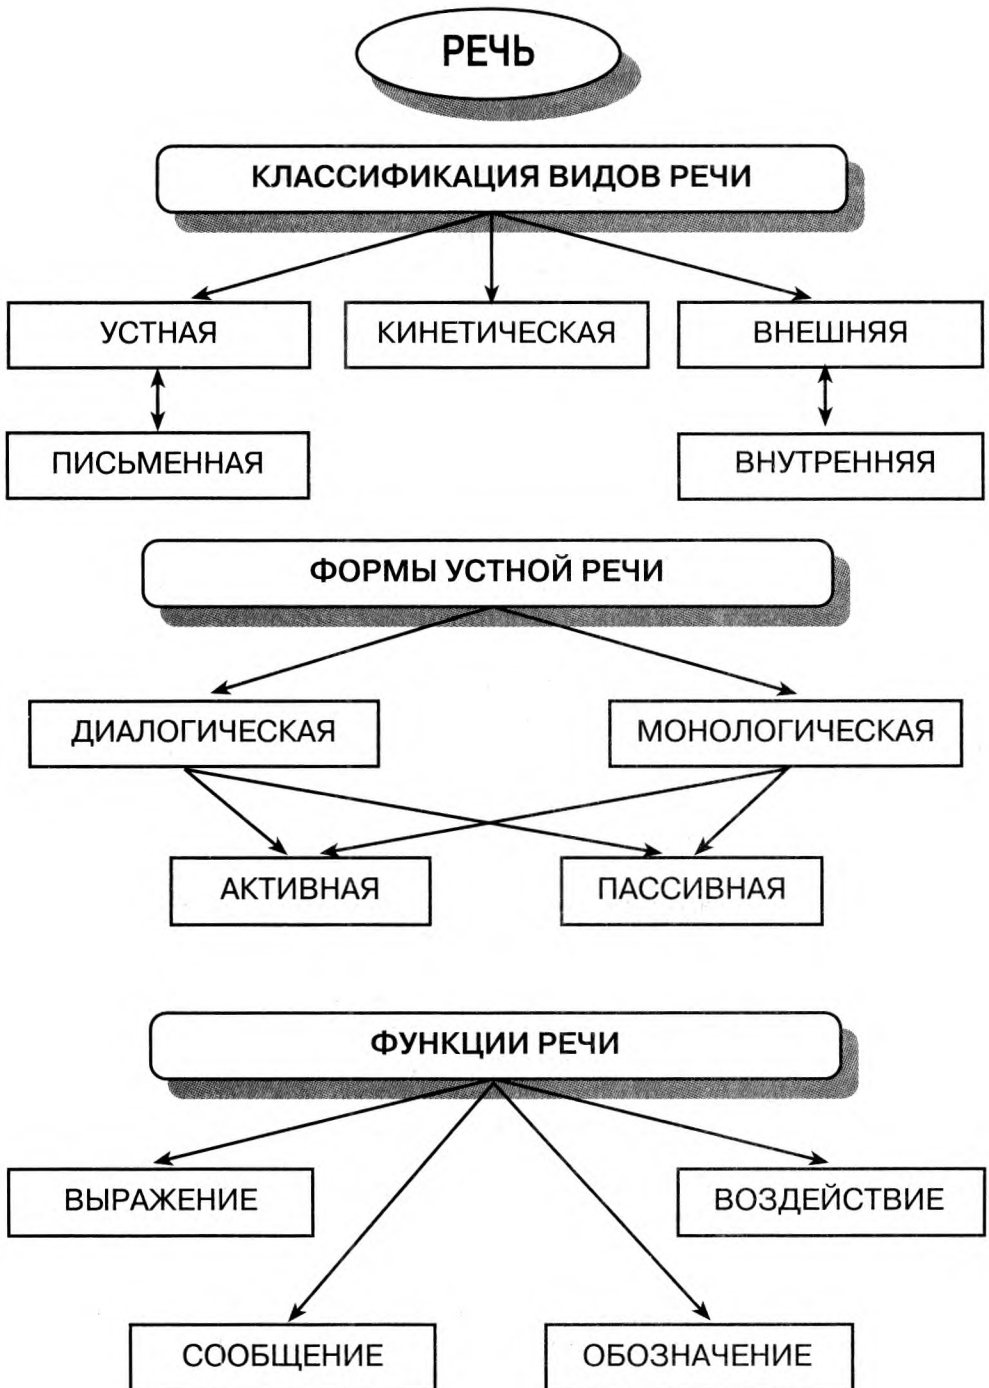 РЕЧЬ
КЛАССИФИКАЦИЯ ВИДОВ РЕЧИ
УСТНАЯ
КИНЕТИЧЕСКАЯ
ВНЕШНЯЯ
ПИСЬМЕННАЯ
ВНУТРЕННЯЯ
ФОРМЫ УСТНОЙ РЕЧИ
ДИАЛОГИЧЕСКАЯ
МОНОЛОГИЧЕСКАЯ
АКТИВНАЯ
ПАССИВНАЯ
ФУНКЦИИ РЕЧИ
ВЫРАЖЕНИЕ
ВОЗДЕЙСТВИЕ
СООБЩЕНИЕ
ОБОЗНАЧЕНИЕ